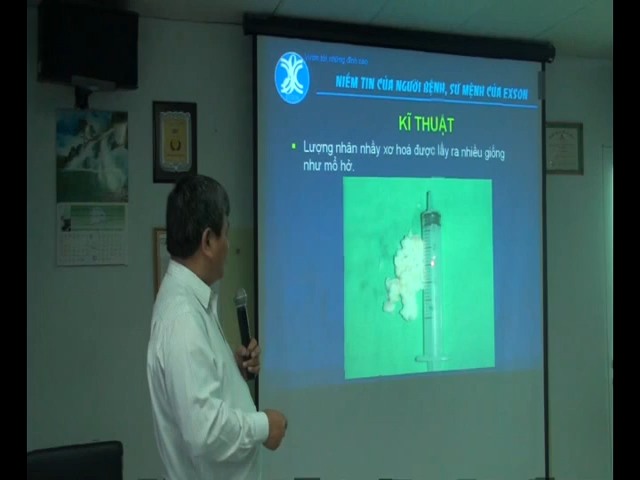 NIỀM TIN CỦA NGƯỜI BỆNH, SỨ MỆNH CỦA EXSON
KĨ THUẬT
Lượng nhân nhầy xơ hoá được lấy ra nhiều giống
như mổ hở.